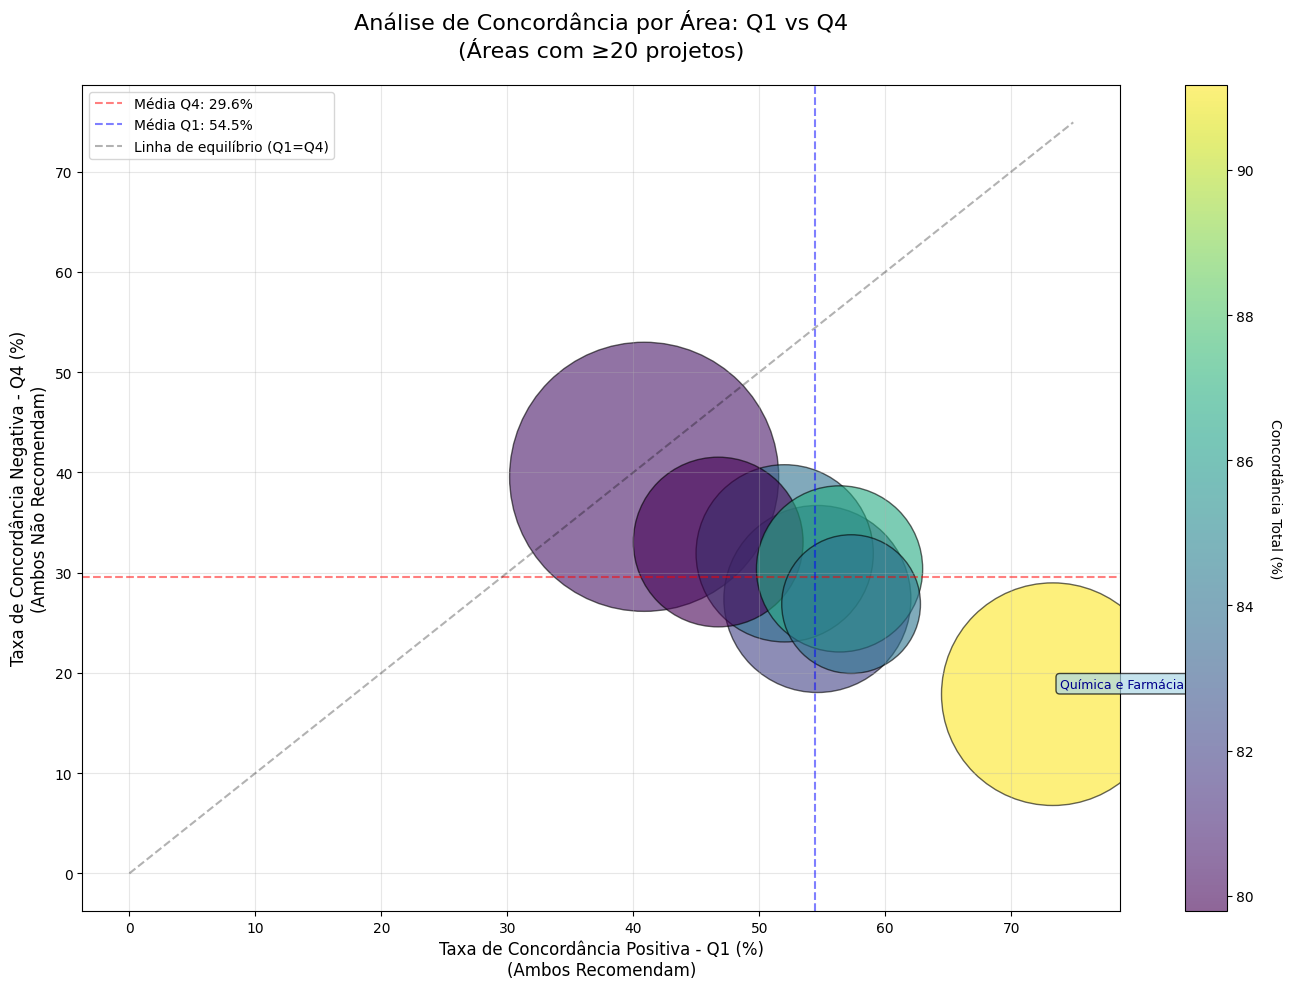 Análise de Concordância por Área: Q1 vs Q4
(Áreas com ≥20 projetos)
Média Q4: 29.6%
Média Q1: 54.5%
Linha de equilíbrio (Q1=Q4)
Taxa de Concordância Negativa - Q4 (%)
(Ambos Não Recomendam)
70
60
50
40
30
20
10
0
Química e Farmácia
0
10
20
30
40
50
60
70
Taxa de Concordância Positiva - Q1 (%)
(Ambos Recomendam)
90
88
86
84
82
80
Concordância Total (%)